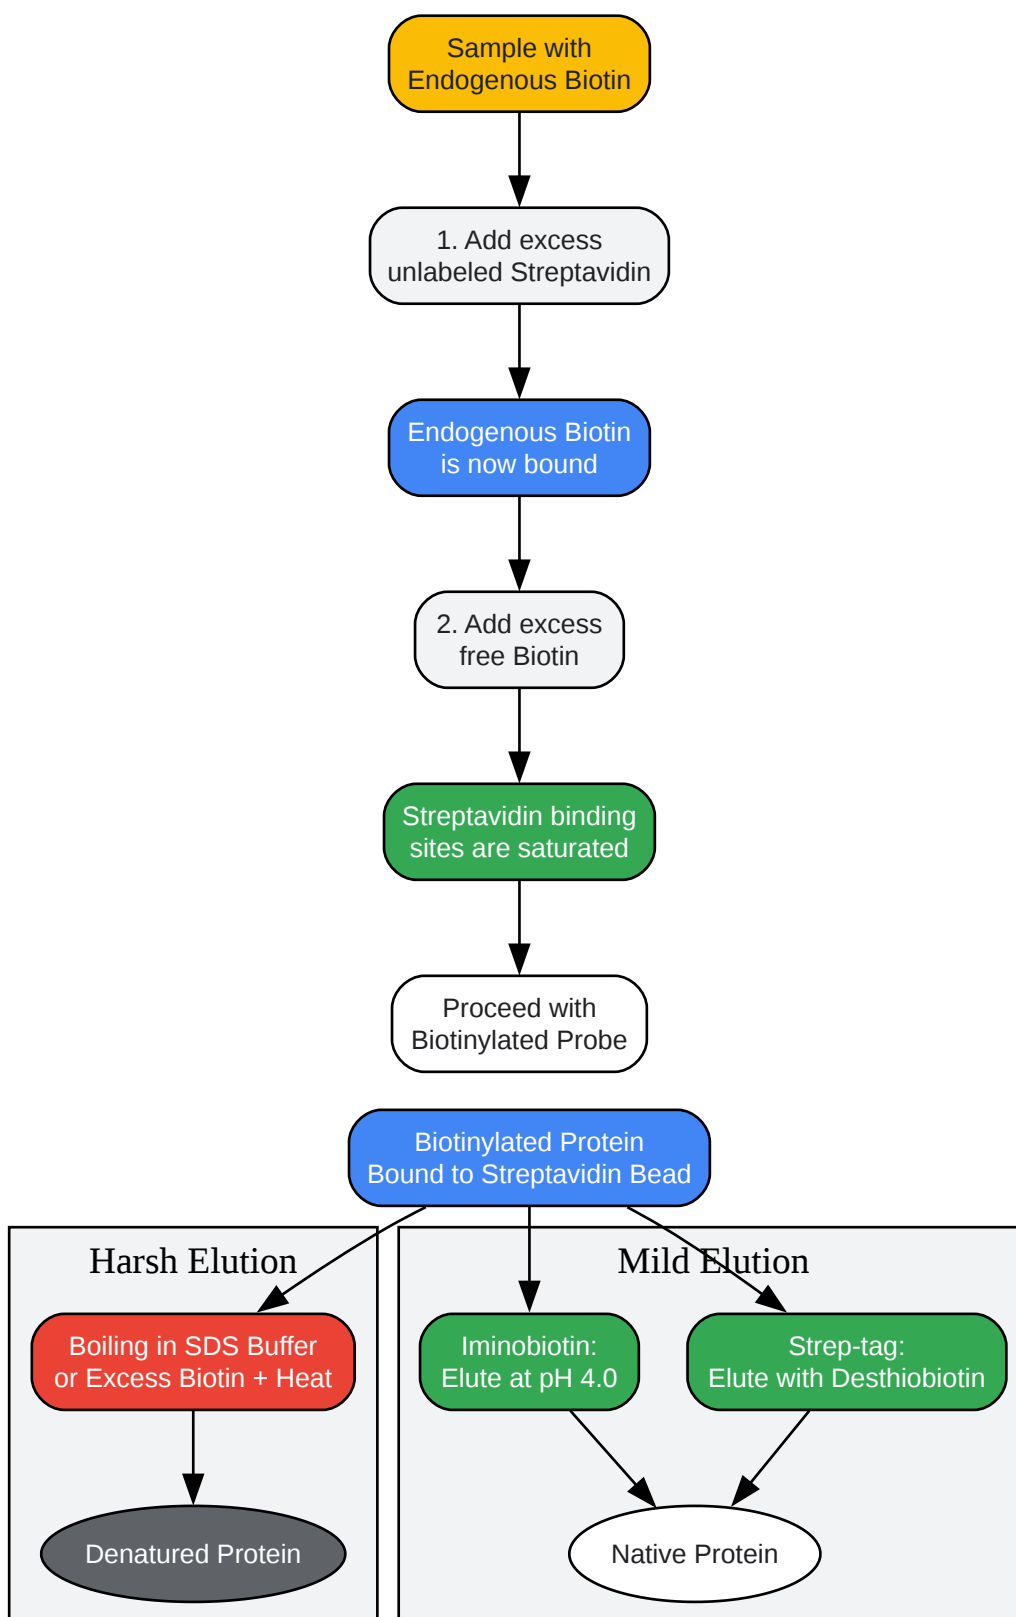 Sample with
Endogenous Biotin
1. Add excess
unlabeled Streptavidin
Endogenous Biotin
is now bound
2. Add excess
free Biotin
Streptavidin binding
sites are saturated
Proceed with
Biotinylated Probe
Biotinylated Protein
Bound to Streptavidin Bead
Harsh Elution
Mild Elution
Boiling in SDS Buffer
or Excess Biotin + Heat
Iminobiotin:
Elute at pH 4.0
Strep-tag:
Elute with Desthiobiotin
Denatured Protein
Native Protein